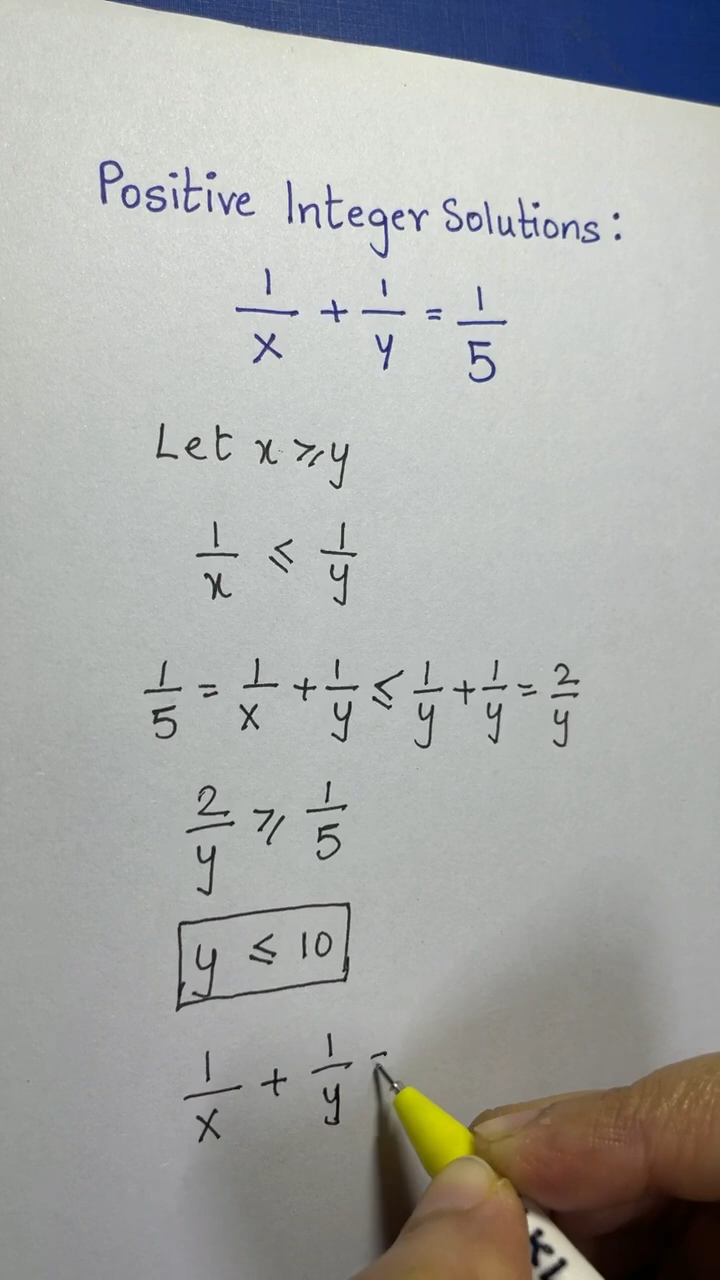 Positive Integer Solutions:
1/x + 1/y = 1/5
Let x ⩾ y
1/x ⩽ 1/y
1/5 = 1/x + 1/y ⩽ 1/y + 1/y = 2/y
2/y ⩾ 1/5
y ⩽ 10
1/x + 1/y -